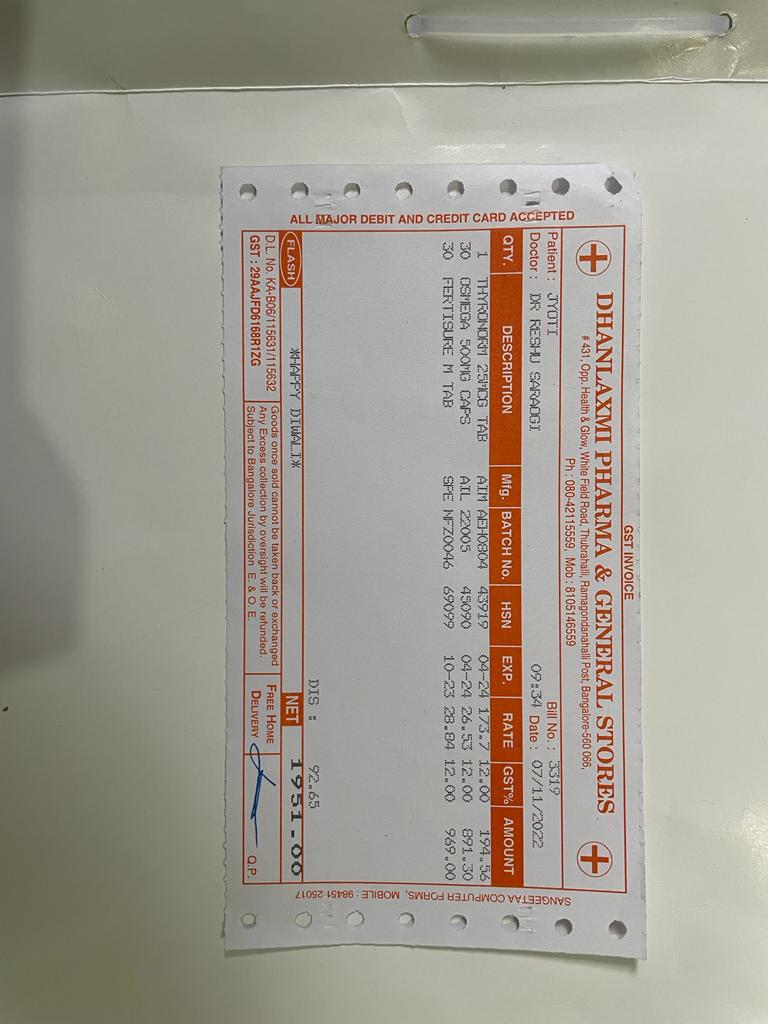 GST INVOICE
DHANLAXMI PHARMA & GENERAL STORES
# 431, Opp. Health & Glow, White Field Road, Thubrahalli, Ramagondanahalli Post, Bangalore-560 066,
Ph : 080-42115559, Mob : 8105146559
Patient : JYOTI Bill No. : 3319
Doctor : DR RESHU SARAOGI 09:34 Date : 07/11/2022
QTY. DESCRIPTION Mfg. BATCH No. HSN EXP. RATE GST% AMOUNT
1 THYRONORM 25MCG TAB AIM AEH0804 43919 04-24 173.7 12.00 194.56
30 OSMEGA 500MG CAPS AIL 22005 45090 04-24 26.53 12.00 891.30
30 FERTISURE M TAB SPE NFZ0046 69099 10-23 28.84 12.00 969.00
DIS : 92.65
FLASH *HAPPY DIWALI* NET 1951.00
D.L. No. KA-B06/115631/115632
GST : 29AAJFD6168R1ZG
Goods once sold cannot be taken back or exchanged
Any Excess collection by oversight will be refunded.
Subject to Bangalore Jurisdiction E. & O. E.
FREE HOME
DELIVERY
Q.P.
ALL MAJOR DEBIT AND CREDIT CARD ACCEPTED
SANGEETAA COMPUTER FORMS, MOBILE : 98451 25017